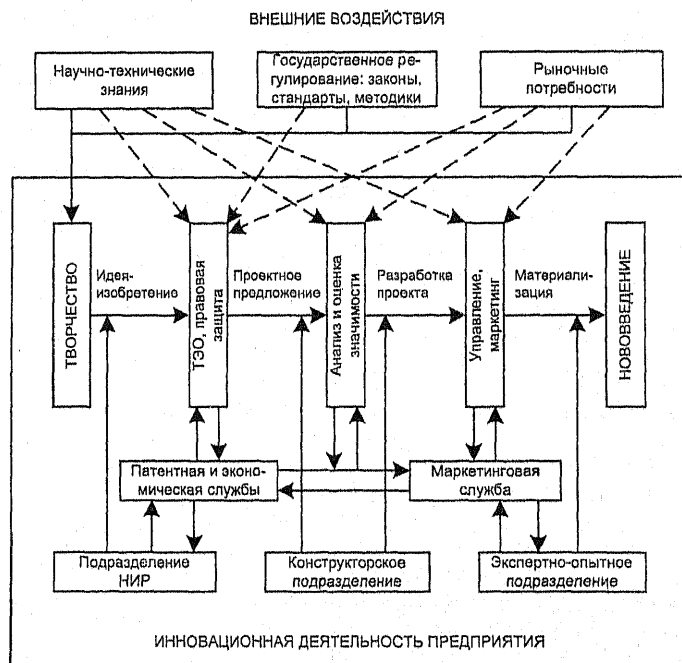 ВНЕШНИЕ ВОЗДЕЙСТВИЯ
Научно-технические
знания
Государственное ре-
гулирование: законы,
стандарты, методики
Рыночные
потребности
ТВОРЧЕСТВО
Идея-
изобретение
ТЭО, правовая
защита
Проектное
предложение
Анализ и оценка
значимости
Разработка
проекта
Управление,
маркетинг
Материали-
зация
НОВОВВЕДЕНИЕ
Патентная и эконо-
мическая службы
Маркетинговая
служба
Подразделение
НИР
Конструкторское
подразделение
Экспертно-опытное
подразделение
ИННОВАЦИОННАЯ ДЕЯТЕЛЬНОСТЬ ПРЕДПРИЯТИЯ